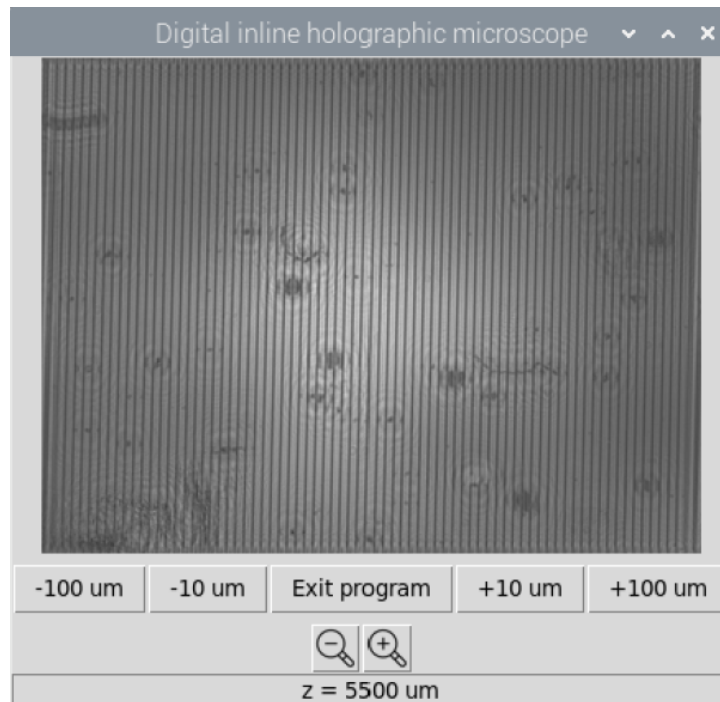 Digital inline holographic microscope
-100 um -10 um Exit program +10 um +100 um
z = 5500 um